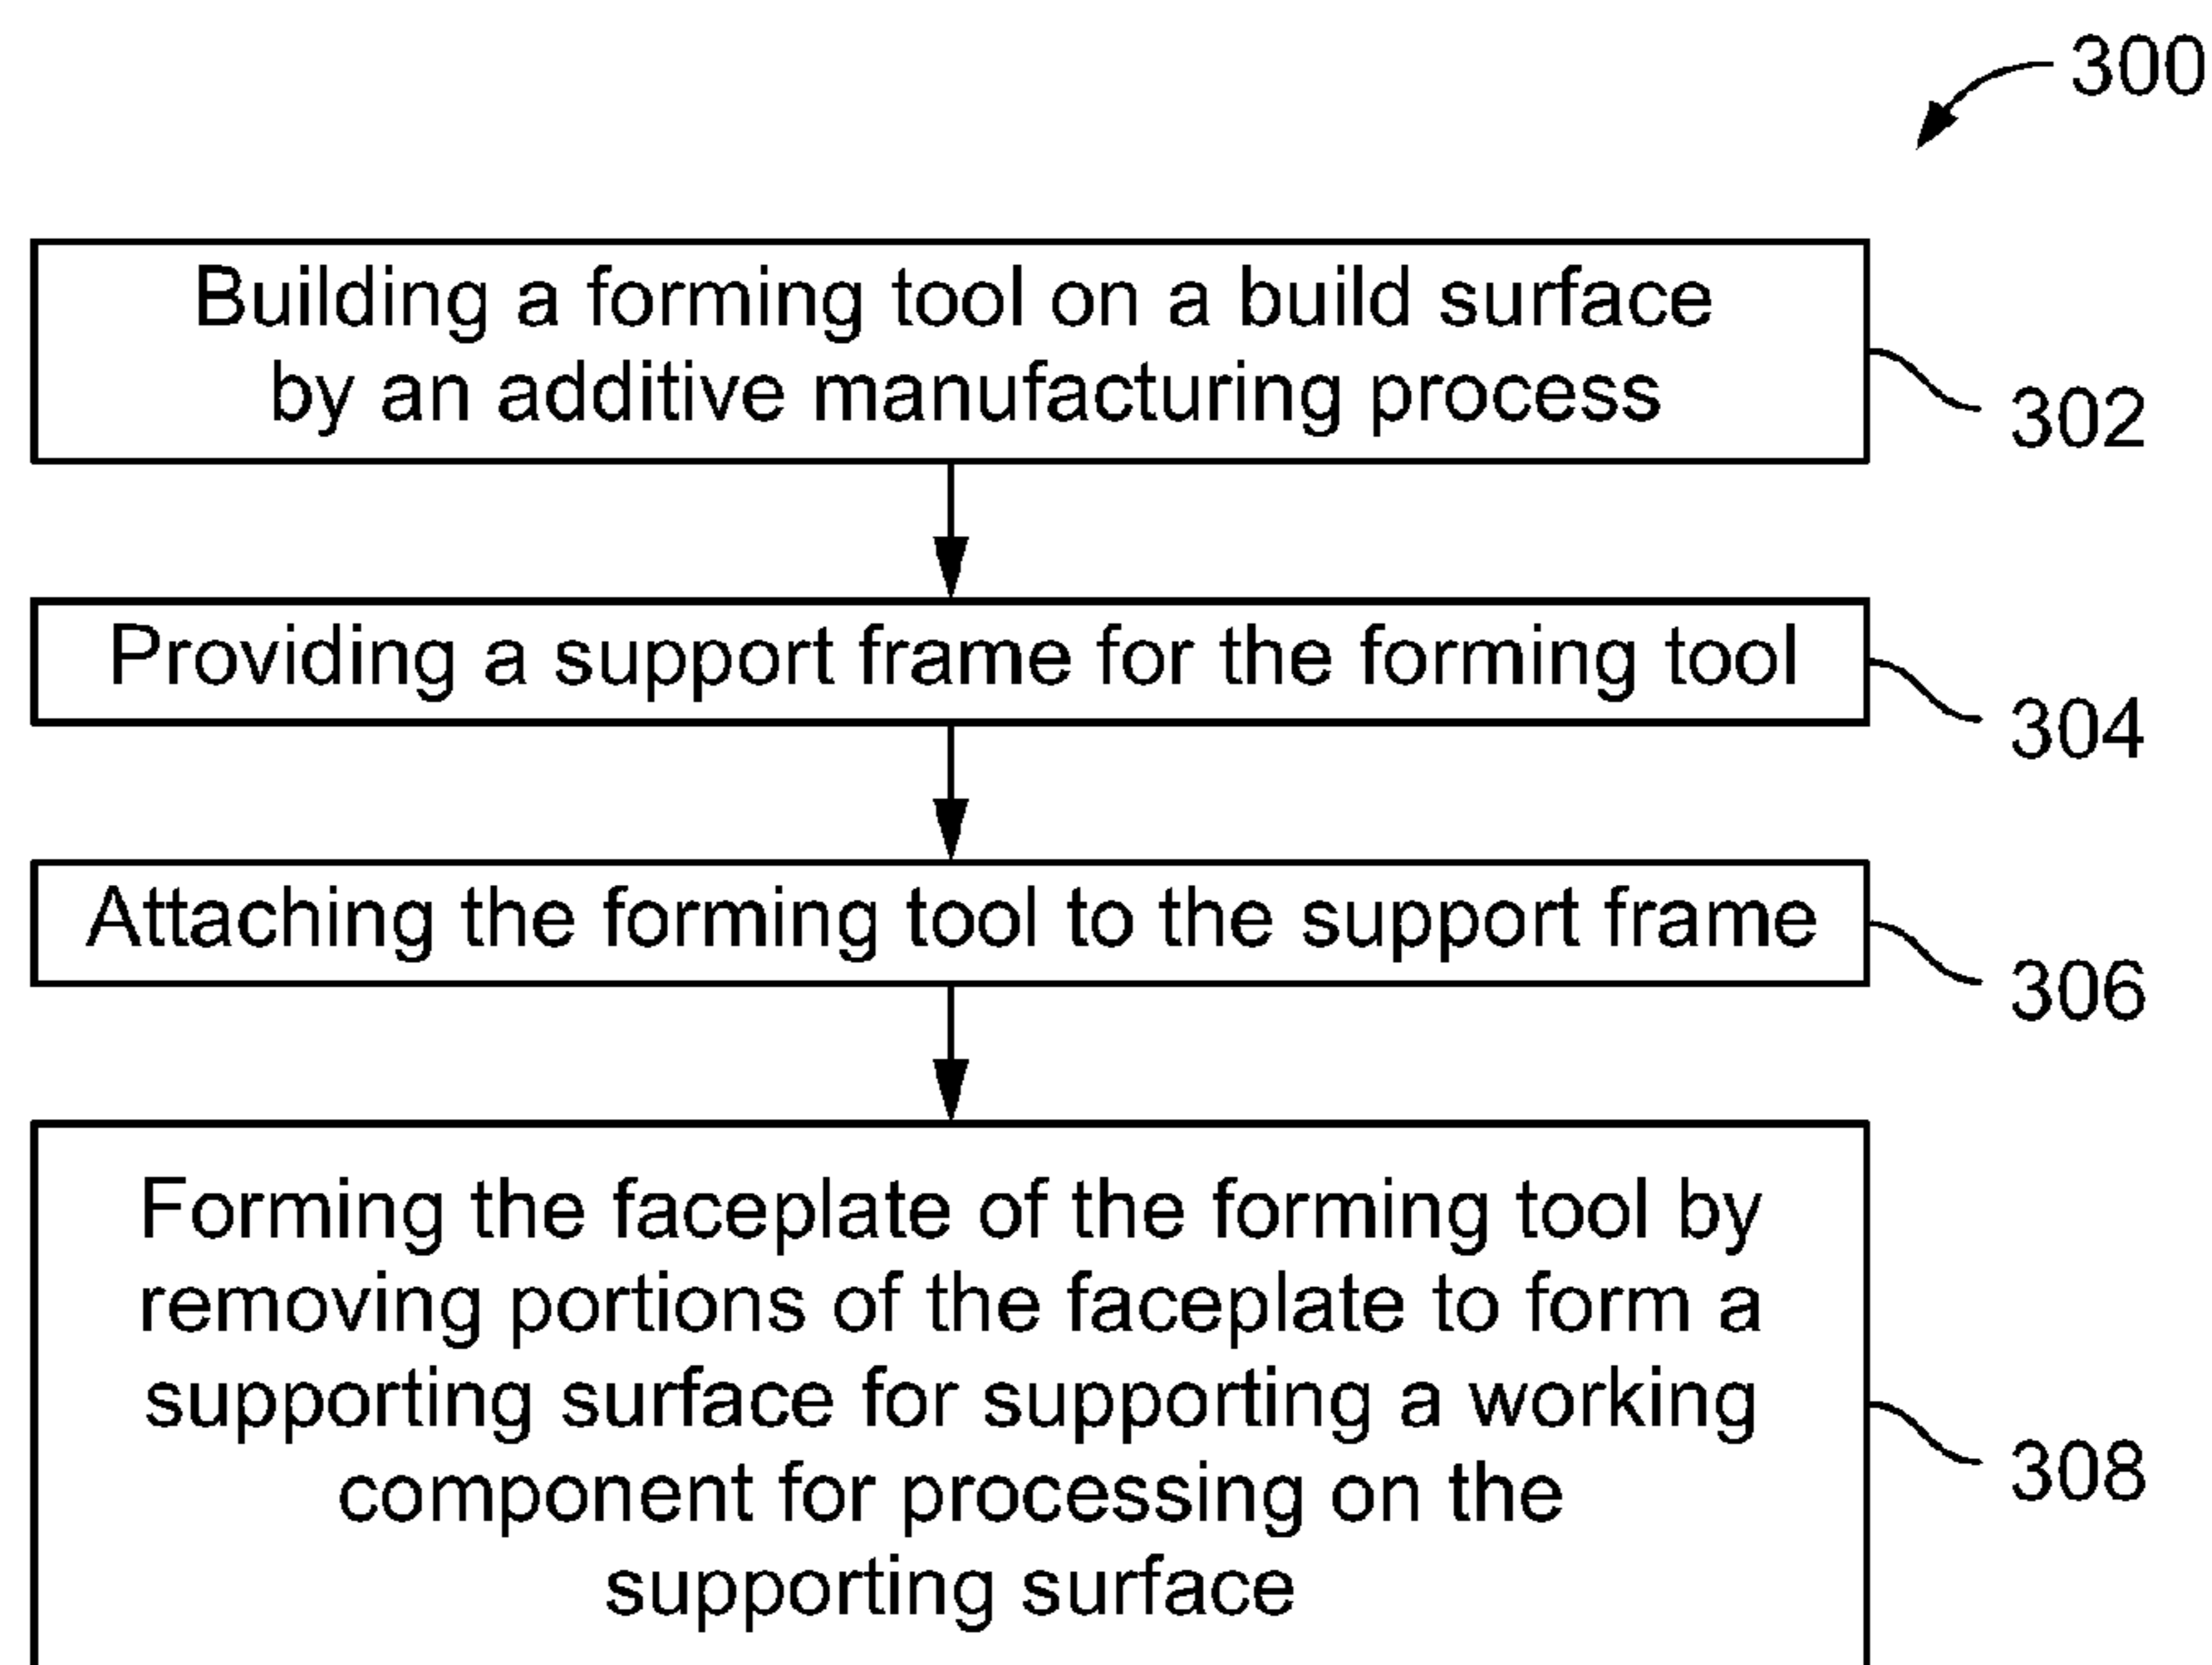 300
Building a forming tool on a build surface
by an additive manufacturing process
302
Providing a support frame for the forming tool
304
Attaching the forming tool to the support frame
306
Forming the faceplate of the forming tool by
removing portions of the faceplate to form a
supporting surface for supporting a working
component for processing on the
supporting surface
308